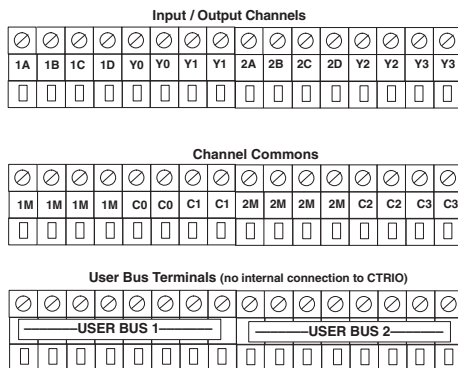 Input / Output Channels
1A 1B 1C 1D Y0 Y0 Y1 Y1 2A 2B 2C 2D Y2 Y2 Y3 Y3
Channel Commons
1M 1M 1M 1M C0 C0 C1 C1 2M 2M 2M 2M C2 C2 C3 C3
User Bus Terminals (no internal connection to CTRIO)
USER BUS 1 USER BUS 2